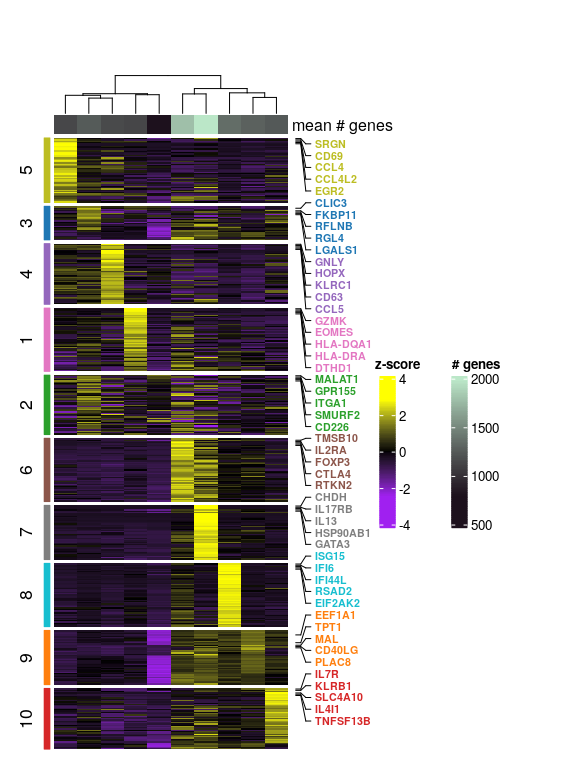 mean # genes
5
SRGN
CD69
CCL4
CCL4L2
EGR2
3
CLIC3
FKBP11
RFLNB
RGL4
LGALS1
4
GNLY
HOPX
KLRC1
CD63
CCL5
1
GZMK
EOMES
HLA-DQA1
HLA-DRA
DTHD1
2
MALAT1
GPR155
ITGA1
SMURF2
CD226
6
TMSB10
IL2RA
FOXP3
CTLA4
RTKN2
7
CHDH
IL17RB
IL13
HSP90AB1
GATA3
8
ISG15
IFI6
IFI44L
RSAD2
EIF2AK2
9
EEF1A1
TPT1
MAL
CD40LG
PLAC8
10
IL7R
KLRB1
SLC4A10
IL4I1
TNFSF13B
z-score
4
2
0
-2
-4
# genes
2000
1500
1000
500